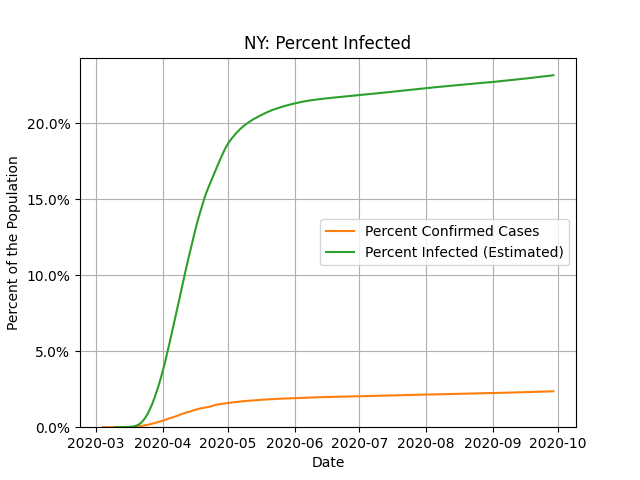 NY: Percent Infected
Percent of the Population
20.0%
15.0%
10.0%
5.0%
0.0%
Percent Confirmed Cases
Percent Infected (Estimated)
2020-03 2020-04 2020-05 2020-06 2020-07 2020-08 2020-09 2020-10
Date